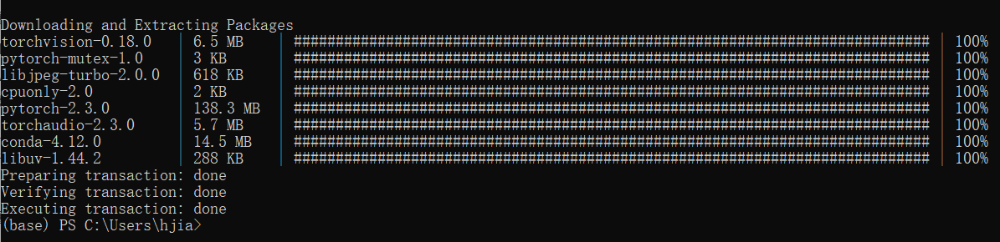 Downloading and Extracting Packages
torchvision-0.18.0 | 6.5 MB | ############################################################################ | 100%
pytorch-mutex-1.0 | 3 KB | ############################################################################ | 100%
libjpeg-turbo-2.0.0 | 618 KB | ############################################################################ | 100%
cpuonly-2.0 | 2 KB | ############################################################################ | 100%
pytorch-2.3.0 | 138.3 MB | ############################################################################ | 100%
torchaudio-2.3.0 | 5.7 MB | ############################################################################ | 100%
conda-4.12.0 | 14.5 MB | ############################################################################ | 100%
libuv-1.44.2 | 288 KB | ############################################################################ | 100%
Preparing transaction: done
Verifying transaction: done
Executing transaction: done
(base) PS C:\Users\hjia>